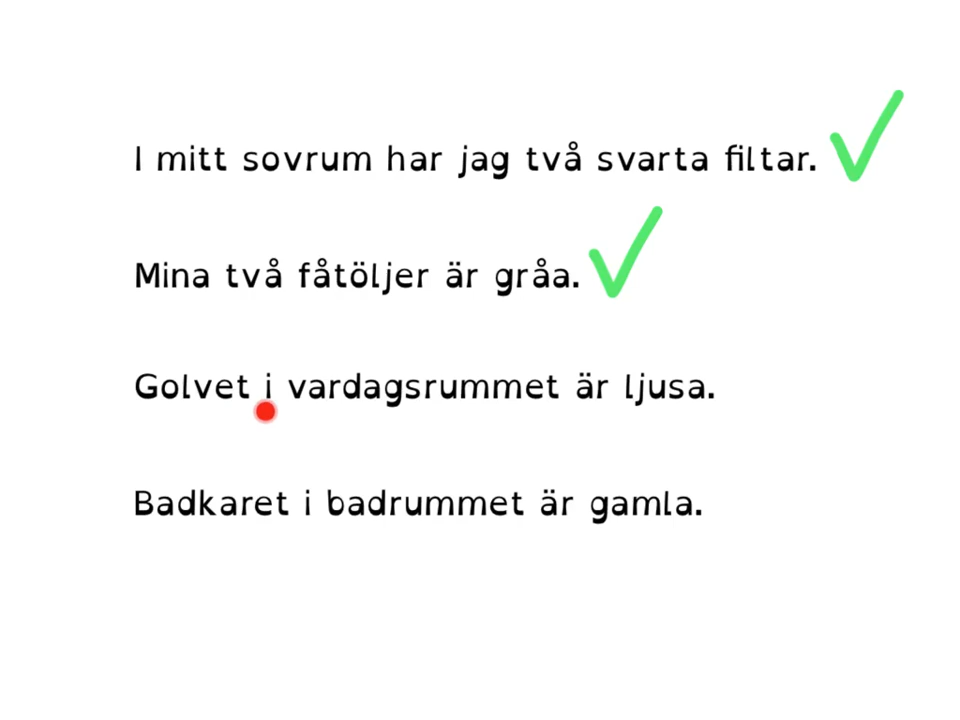 I mitt sovrum har jag två svarta filtar.
Mina två fåtöljer är gråa.
Golvet i vardagsrummet är ljusa.
Badkaret i badrummet är gamla.